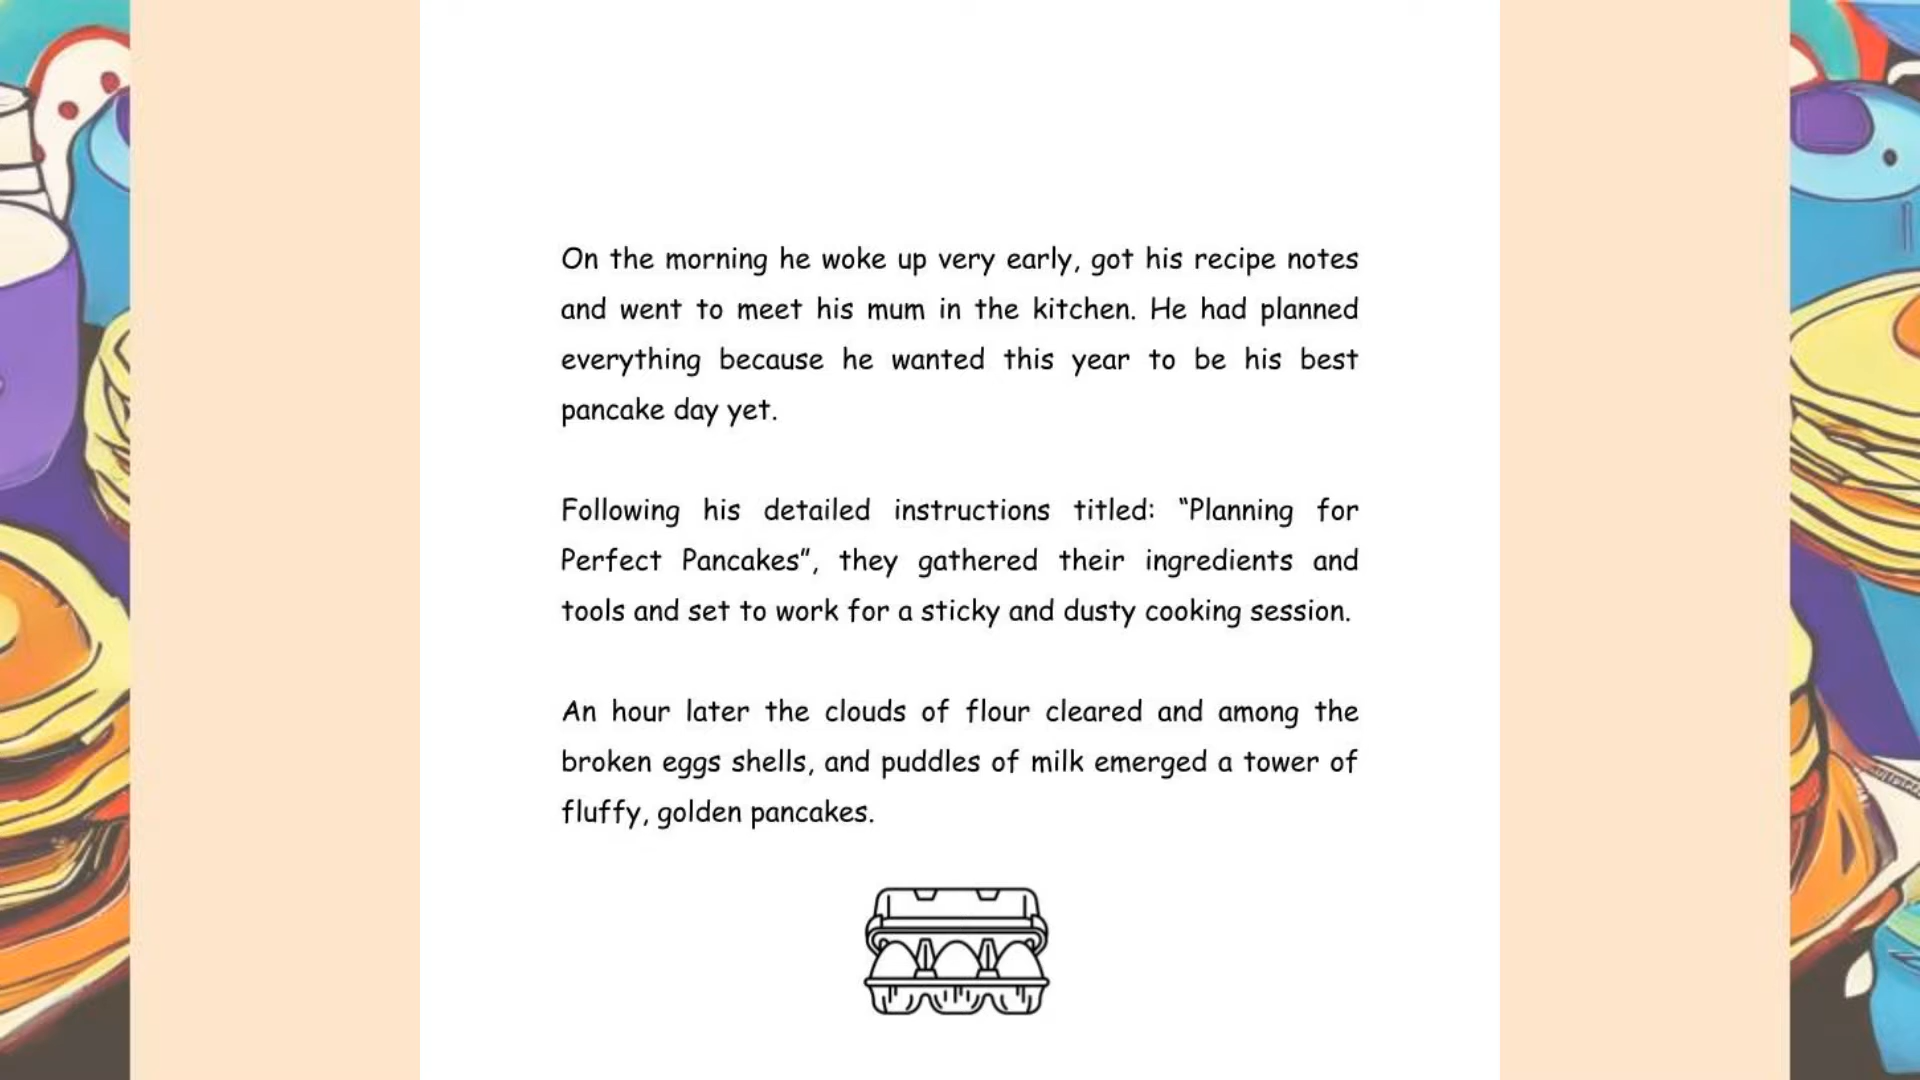 On the morning he woke up very early, got his recipe notes
and went to meet his mum in the kitchen. He had planned
everything because he wanted this year to be his best
pancake day yet.
Following his detailed instructions titled: “Planning for
Perfect Pancakes”, they gathered their ingredients and
tools and set to work for a sticky and dusty cooking session.
An hour later the clouds of flour cleared and among the
broken eggs shells, and puddles of milk emerged a tower of
fluffy, golden pancakes.